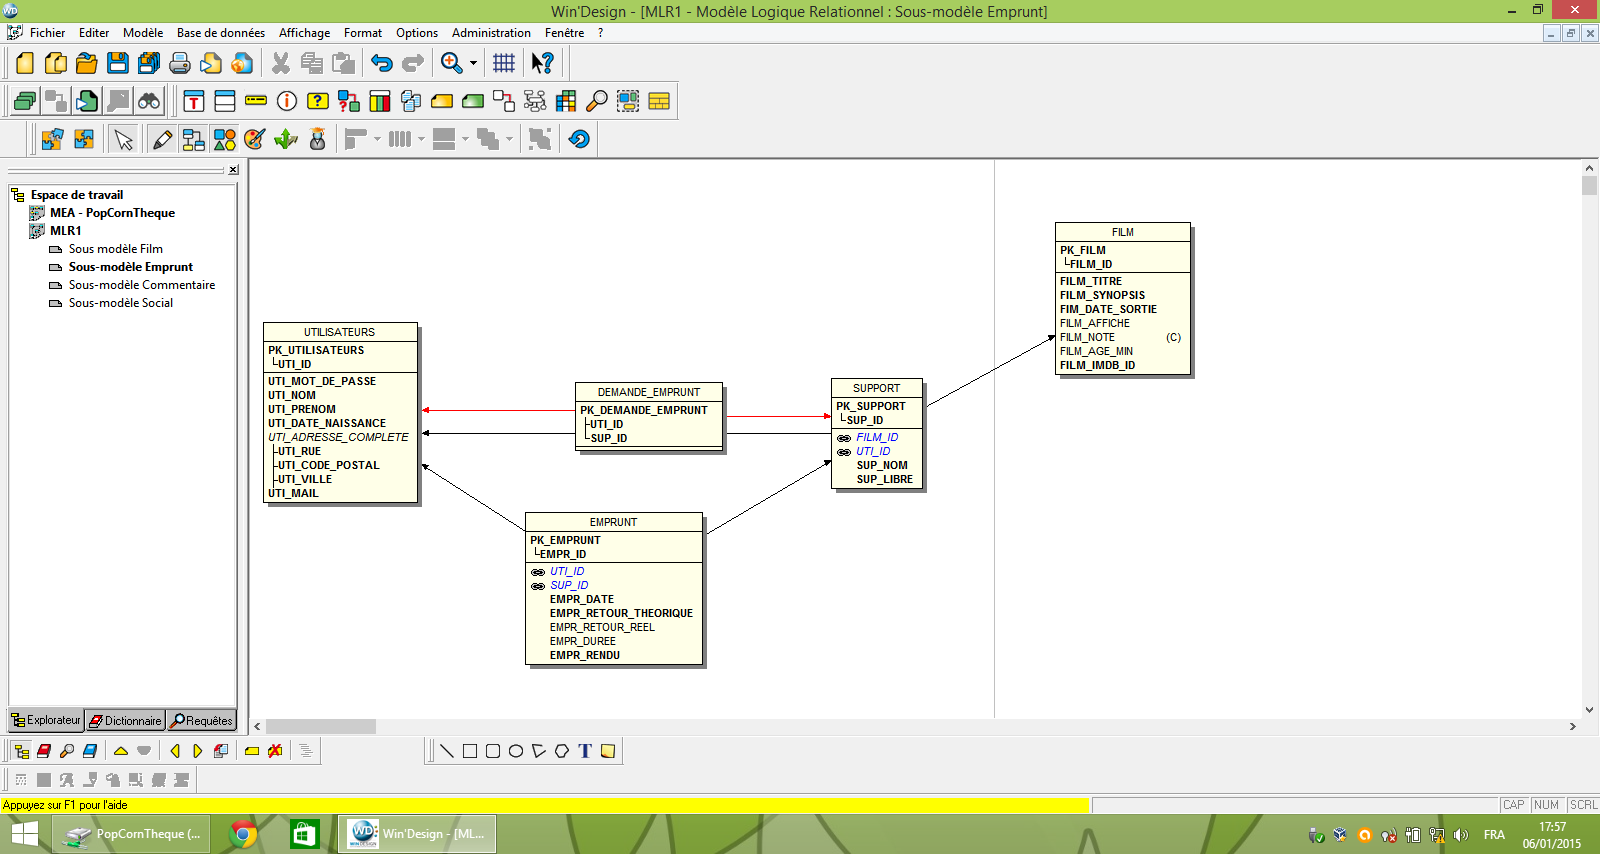 Win'Design - [MLR1 - Modèle Logique Relationnel : Sous-modèle Emprunt]
Fichier Editer Modèle Base de données Affichage Format Options Administration Fenêtre ?
Espace de travail
MEA - PopCornTheque
MLR1
Sous modèle Film
Sous-modèle Emprunt
Sous-modèle Commentaire
Sous-modèle Social
Explorateur Dictionnaire Requêtes
UTILISATEURS
PK_UTILISATEURS
UTI_ID
UTI_MOT_DE_PASSE
UTI_NOM
UTI_PRENOM
UTI_DATE_NAISSANCE
UTI_ADRESSE_COMPLETE
UTI_RUE
UTI_CODE_POSTAL
UTI_VILLE
UTI_MAIL
DEMANDE_EMPRUNT
PK_DEMANDE_EMPRUNT
UTI_ID
SUP_ID
EMPRUNT
PK_EMPRUNT
EMPR_ID
UTI_ID
SUP_ID
EMPR_DATE
EMPR_RETOUR_THEORIQUE
EMPR_RETOUR_REEL
EMPR_DUREE
EMPR_RENDU
SUPPORT
PK_SUPPORT
SUP_ID
FILM_ID
UTI_ID
SUP_NOM
SUP_LIBRE
FILM
PK_FILM
FILM_ID
FILM_TITRE
FILM_SYNOPSIS
FIM_DATE_SORTIE
FILM_AFFICHE
FILM_NOTE (C)
FILM_AGE_MIN
FILM_IMDB_ID
Appuyez sur F1 pour l'aide
CAP NUM SCRL
PopCornTheque (... Win'Design - [ML... FRA 17:57
06/01/2015